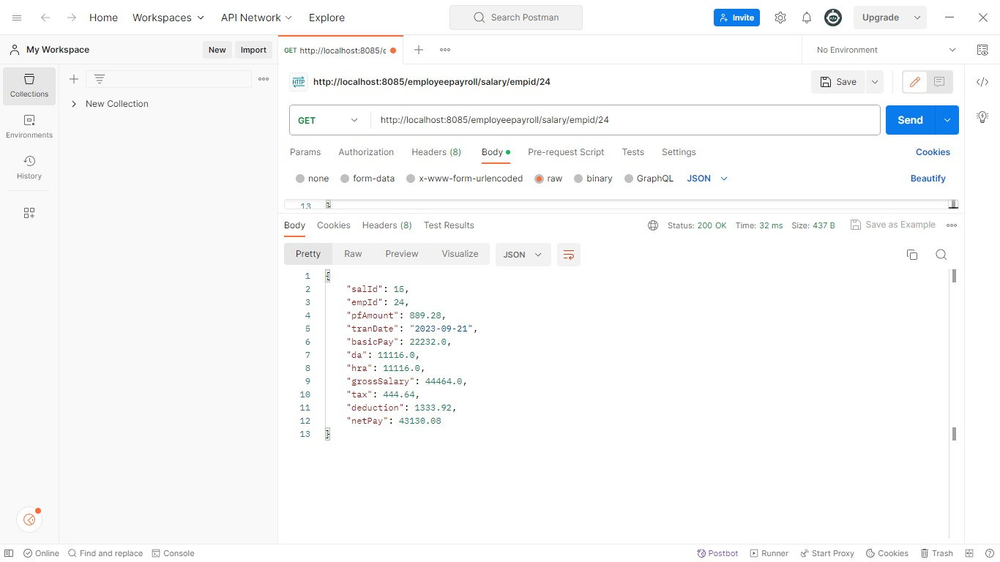 Home Workspaces API Network Explore Search Postman Invite Upgrade
My Workspace New Import GET http://localhost:8085/e No Environment
http://localhost:8085/employeepayroll/salary/empid/24 Save
HTTP
Collections
New Collection
GET http://localhost:8085/employeepayroll/salary/empid/24 Send
Environments
Params Authorization Headers (8) Body Pre-request Script Tests Settings Cookies
History
none form-data x-www-form-urlencoded raw binary GraphQL JSON Beautify
13 }
Body Cookies Headers (8) Test Results Status: 200 OK Time: 32 ms Size: 437 B Save as Example
Pretty Raw Preview Visualize JSON
1 {
2 "salId": 15,
3 "empId": 24,
4 "pfAmount": 889.28,
5 "tranDate": "2023-09-21",
6 "basicPay": 22232.0,
7 "da": 11116.0,
8 "hra": 11116.0,
9 "grossSalary": 44464.0,
10 "tax": 444.64,
11 "deduction": 1333.92,
12 "netPay": 43130.08
13 }
Online Find and replace Console Postbot Runner Start Proxy Cookies Trash